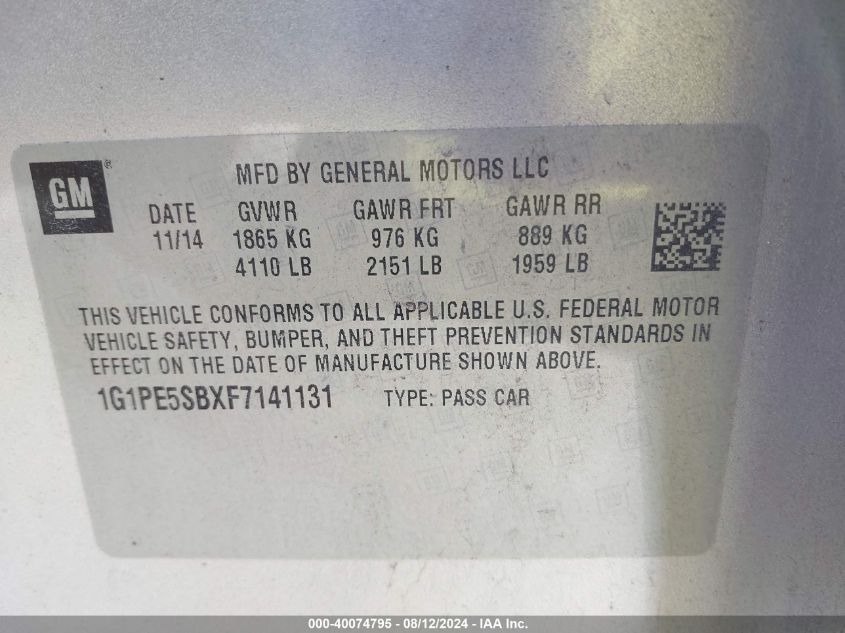 GM ®
MFD BY GENERAL MOTORS LLC
DATE GVWR GAWR FRT GAWR RR
11/14 1865 KG 976 KG 889 KG
4110 LB 2151 LB 1959 LB
THIS VEHICLE CONFORMS TO ALL APPLICABLE U.S. FEDERAL MOTOR
VEHICLE SAFETY, BUMPER, AND THEFT PREVENTION STANDARDS IN
EFFECT ON THE DATE OF MANUFACTURE SHOWN ABOVE.
1G1PE5SBXF7141131 TYPE: PASS CAR
000-40074795 - 08/12/2024 - IAA Inc.